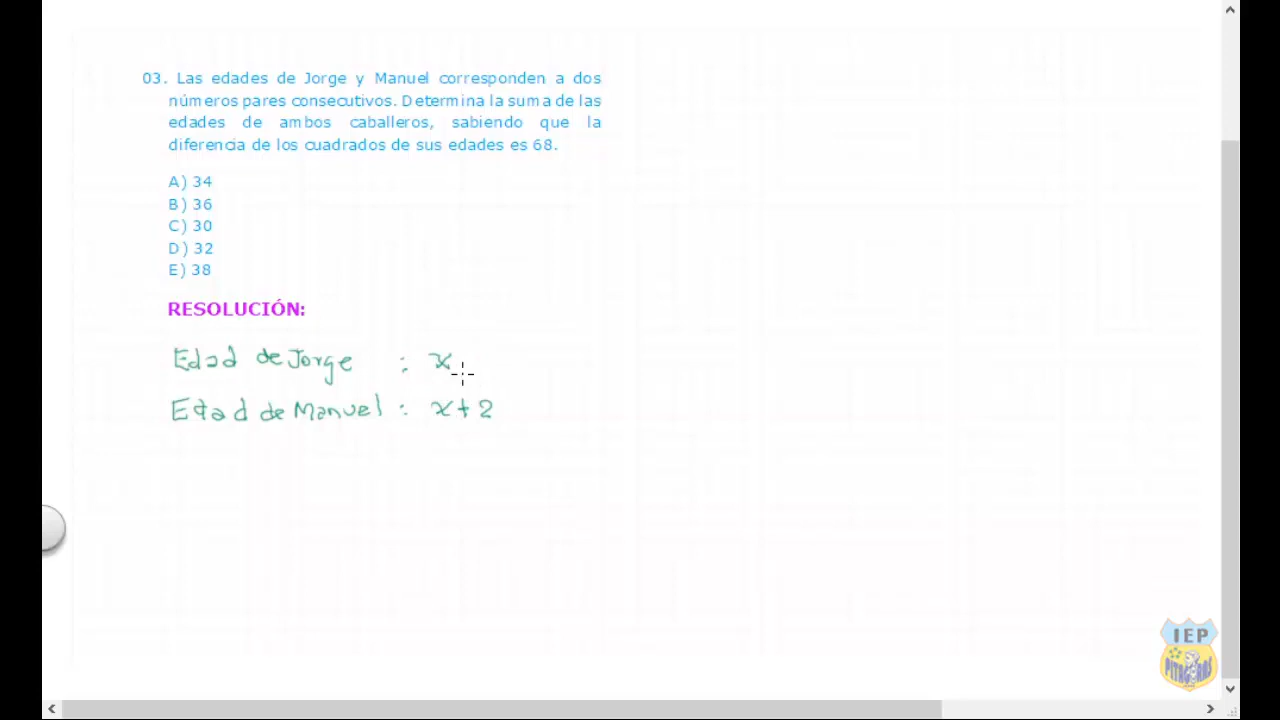 03. Las edades de Jorge y Manuel corresponden a dos
números pares consecutivos. Determina la suma de las
edades de ambos caballeros, sabiendo que la
diferencia de los cuadrados de sus edades es 68.
A) 34
B) 36
C) 30
D) 32
E) 38
RESOLUCIÓN:
Edad de Jorge : x
Edad de Manuel : x+2
IEP
PITAGORAS